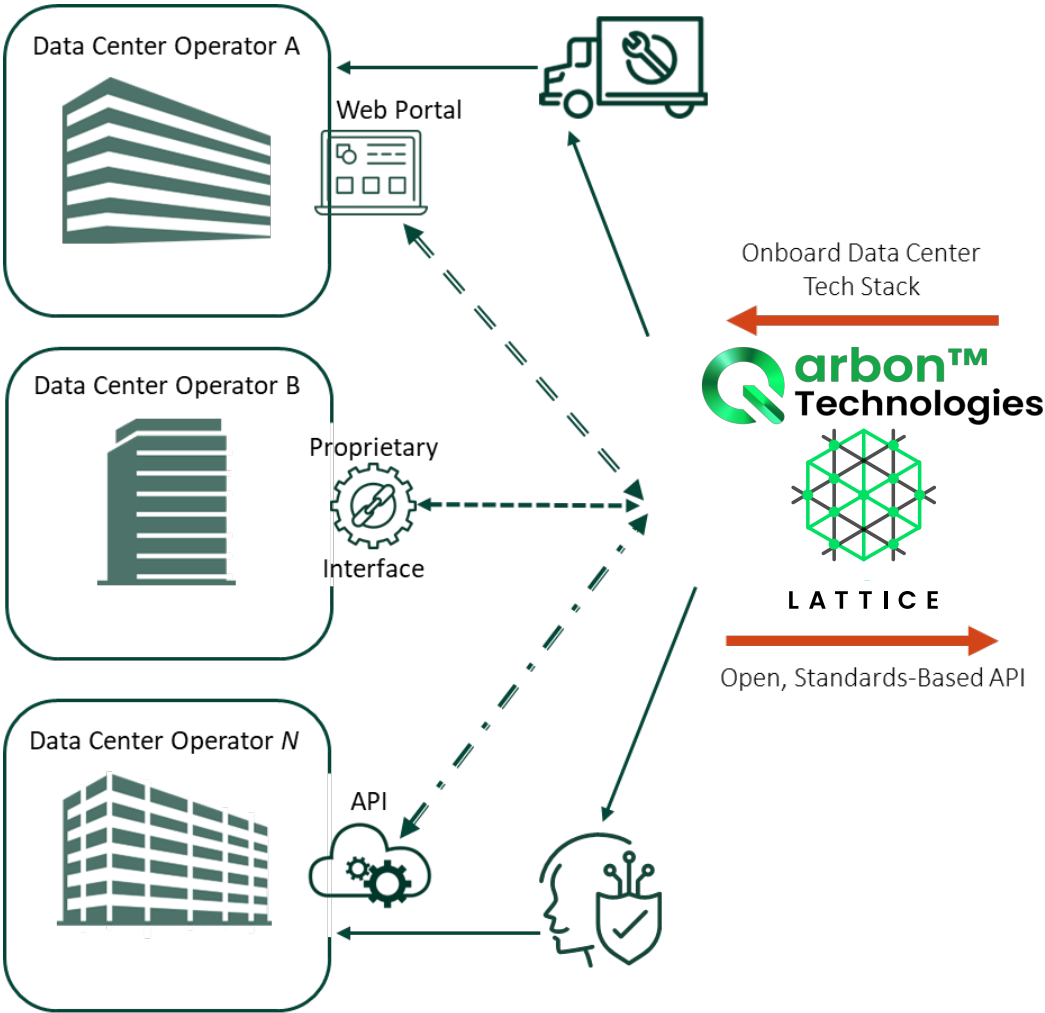 Data Center Operator A
Web Portal
Onboard Data Center
Tech Stack
Qarbon™
Technologies
Data Center Operator B
Proprietary
Interface
LATTICE
Open, Standards-Based API
Data Center Operator N
API